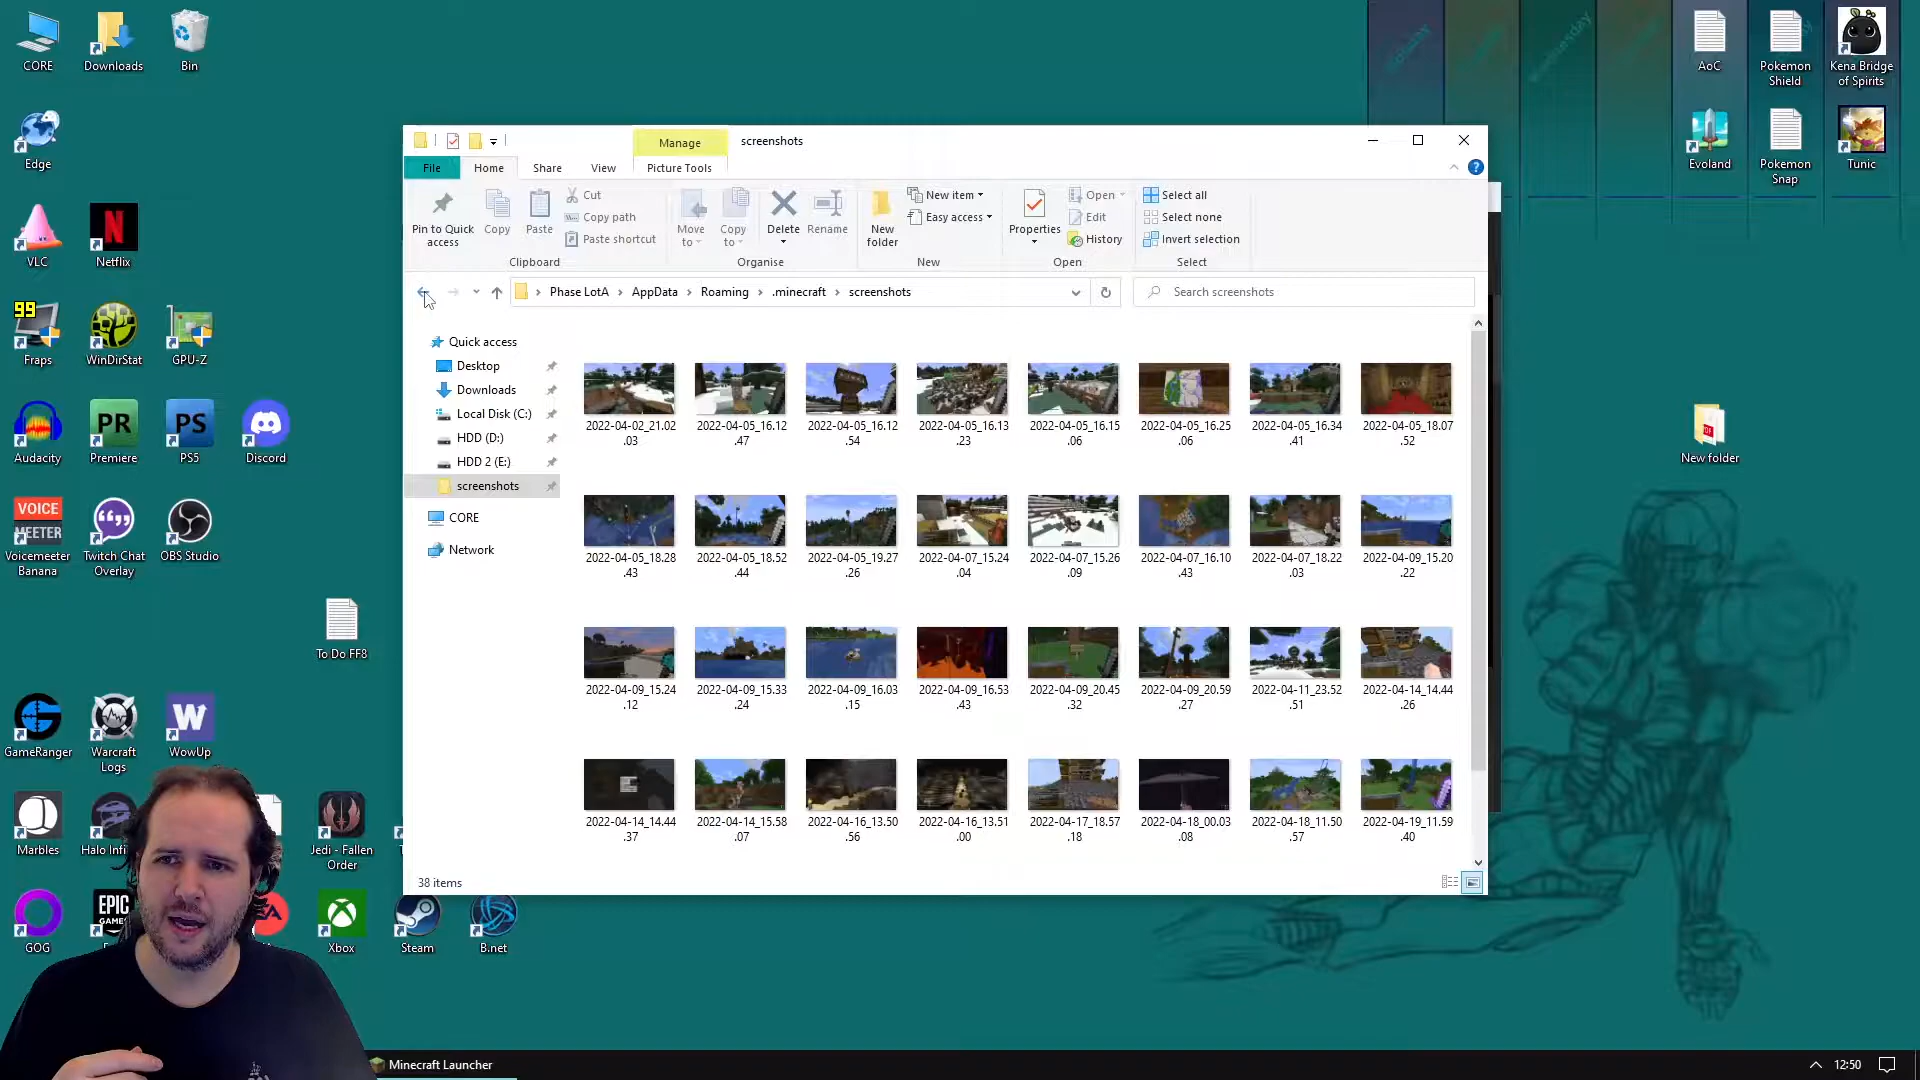 CORE
Downloads
Bin
Edge
VLC
Netflix
99
Fraps
WinDirStat
GPU-Z
Audacity
PR
Premiere
PS
PS5
Discord
VOICE
MEETER
Voicemeeter
Banana
Twitch Chat
Overlay
OBS Studio
To Do FF8
GameRanger
Warcraft
Logs
WowUp
Marbles
Halo Infi
Jedi - Fallen
Order
GOG
EPIC
GAMES
EA
Xbox
Steam
B.net
Wednesday
AoC
Pokemon
Shield
Kena Bridge
of Spirits
Evoland
Pokemon
Snap
Tunic
New folder
Manage
screenshots
File
Home
Share
View
Picture Tools
Pin to Quick
access
Copy
Paste
Cut
Copy path
Paste shortcut
Clipboard
Move
to
Copy
to
Delete
Rename
Organise
New
folder
New item
Easy access
New
Properties
Open
Edit
History
Open
Select all
Select none
Invert selection
Select
Phase LotA
AppData
Roaming
.minecraft
screenshots
Search screenshots
Quick access
Desktop
Downloads
Local Disk (C:)
HDD (D:)
HDD 2 (E:)
screenshots
CORE
Network
2022-04-02_21.02
.03
2022-04-05_16.12
.47
2022-04-05_16.12
.54
2022-04-05_16.13
.23
2022-04-05_16.15
.06
2022-04-05_16.25
.06
2022-04-05_16.34
.41
2022-04-05_18.07
.52
2022-04-05_18.28
.43
2022-04-05_18.52
.44
2022-04-05_19.27
.26
2022-04-07_15.24
.04
2022-04-07_15.26
.09
2022-04-07_16.10
.43
2022-04-07_18.22
.03
2022-04-09_15.20
.22
2022-04-09_15.24
.12
2022-04-09_15.33
.24
2022-04-09_16.03
.15
2022-04-09_16.53
.43
2022-04-09_20.45
.32
2022-04-09_20.59
.27
2022-04-11_23.52
.51
2022-04-14_14.44
.26
2022-04-14_14.44
.37
2022-04-14_15.58
.07
2022-04-16_13.50
.56
2022-04-16_13.51
.00
2022-04-17_18.57
.18
2022-04-18_00.03
.08
2022-04-18_11.50
.57
2022-04-19_11.59
.40
38 items
Minecraft Launcher
12:50